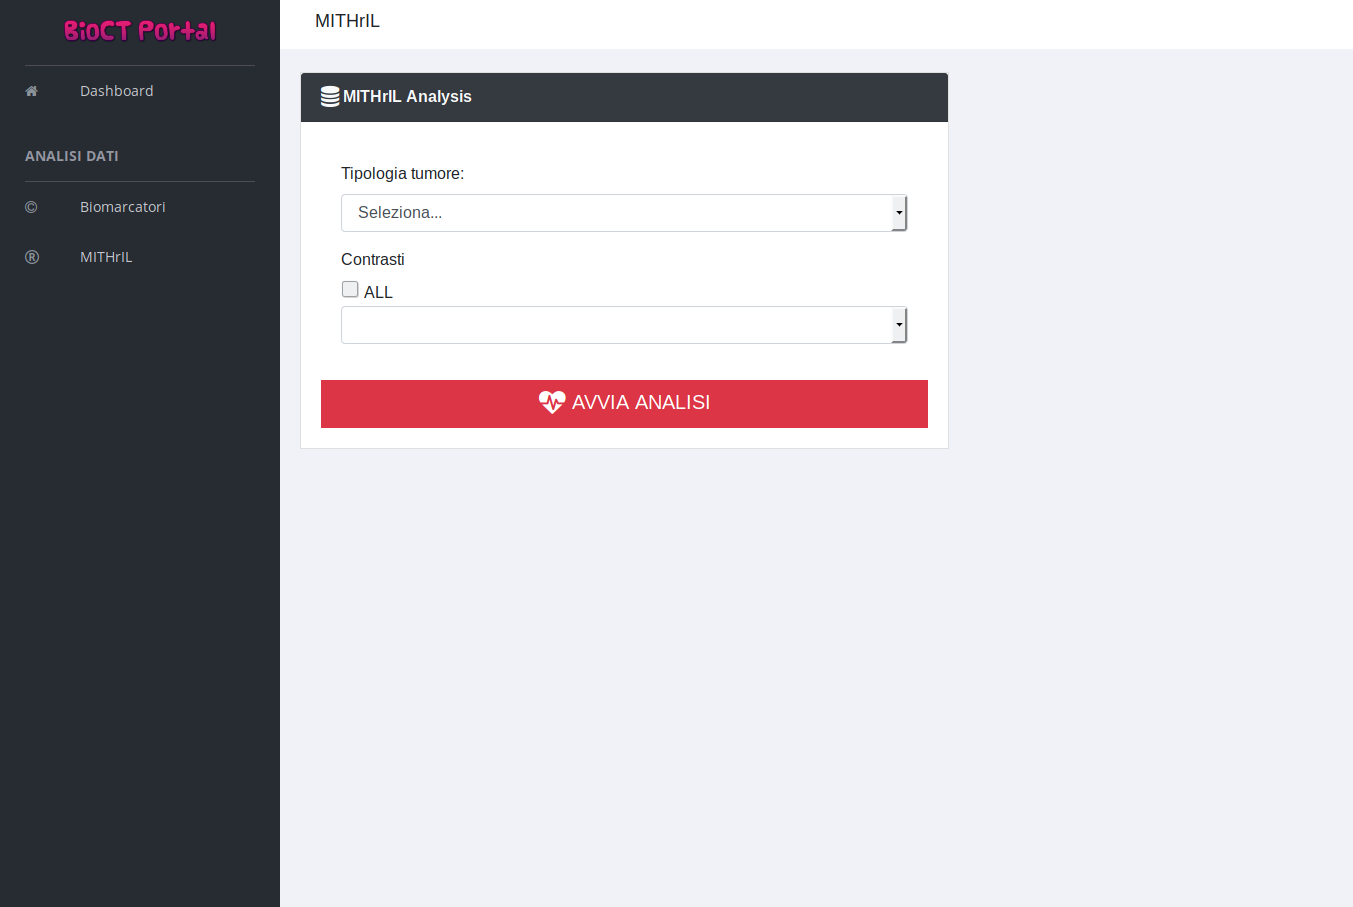 BioCT Portal
Dashboard
ANALISI DATI
Biomarcatori
MITHrIL
MITHrIL
MITHrIL Analysis
Tipologia tumore:
Seleziona...
Contrasti
ALL
AVVIA ANALISI